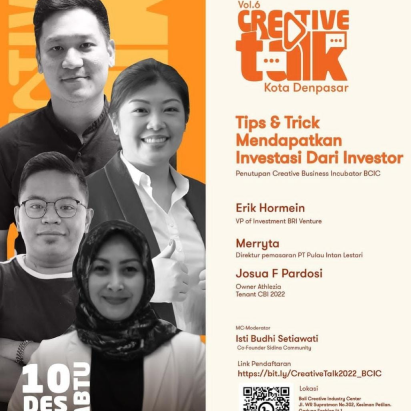 Vol.6
CREATIVE
talk
Kota Denpasar
Tips & Trick
Mendapatkan
Investasi Dari Investor
Penutupan Creative Business Incubator BCIC
Erik Hormein
VP of Investment BRI Venture
Merryta
Direktur pemasaran PT Pulau Intan Lestari
Josua F Pardosi
Owner Athlezia
Tenant CBI 2022
MC-Moderator
Isti Budhi Setiawati
Co-Founder Sidina Community
Link Pendaftaran
https://bit.ly/CreativeTalk2022_BCIC
Lokasi
Bali Creative Industry Center
Jl. WR Supratman No.302, Kesiman Petilan.
10
DES
ABTU